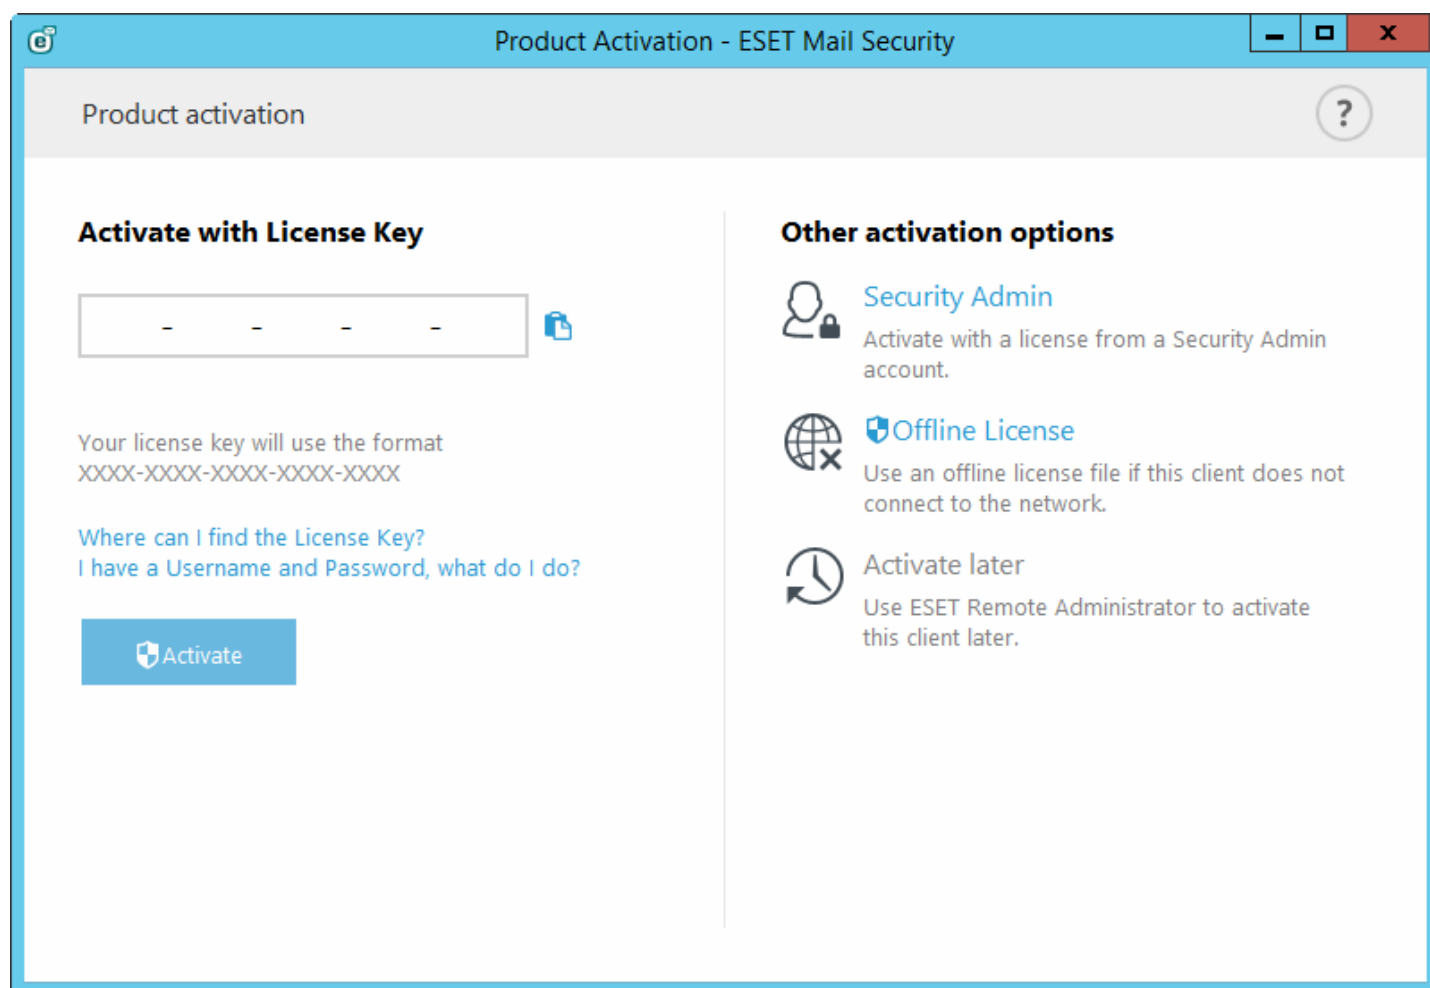 Product Activation - ESET Mail Security
Product activation
?
Activate with License Key
- - - -
Your license key will use the format
XXXX-XXXX-XXXX-XXXX-XXXX
Where can I find the License Key?
I have a Username and Password, what do I do?
Activate
Other activation options
Security Admin
Activate with a license from a Security Admin
account.
Offline License
Use an offline license file if this client does not
connect to the network.
Activate later
Use ESET Remote Administrator to activate
this client later.